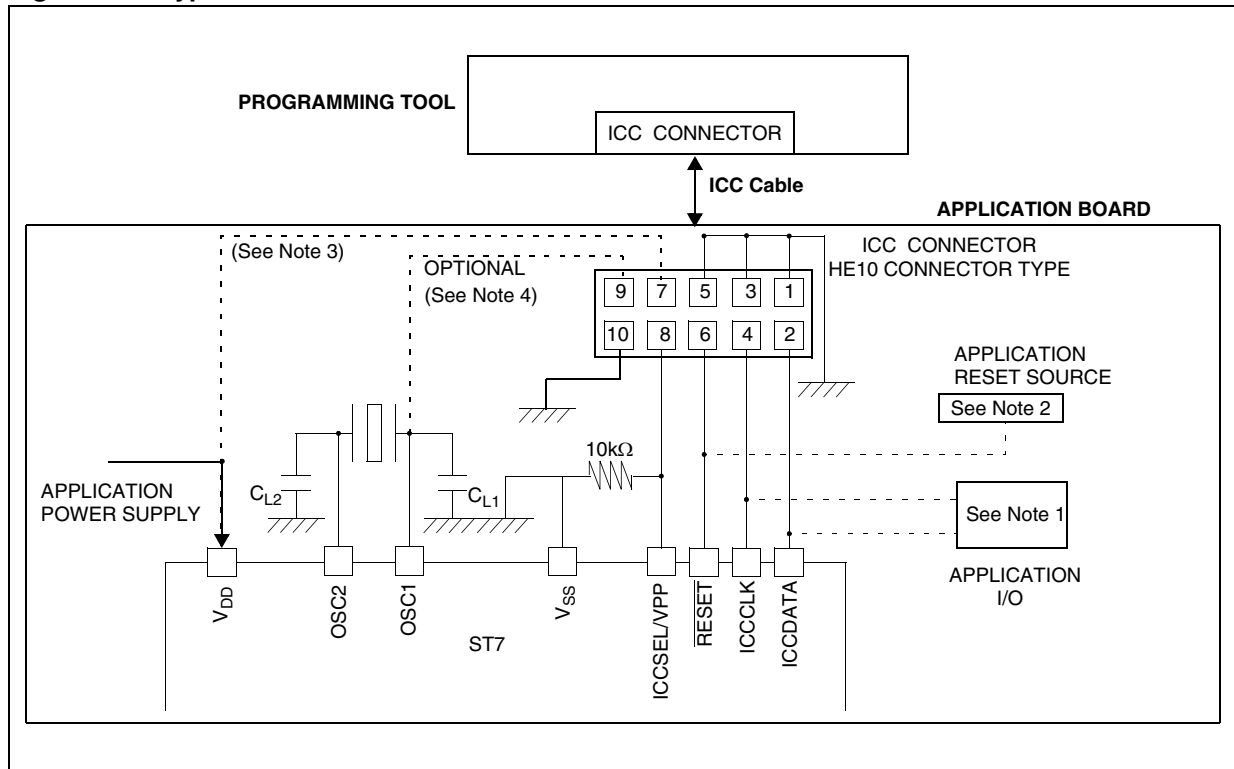 PROGRAMMING TOOL
ICC CONNECTOR
ICC Cable
APPLICATION BOARD
(See Note 3)
OPTIONAL
(See Note 4)
ICC CONNECTOR
HE10 CONNECTOR TYPE
9 7 5 3 1
10 8 6 4 2
APPLICATION
RESET SOURCE
See Note 2
10kΩ
APPLICATION
POWER SUPPLY
CL2
CL1
See Note 1
APPLICATION
I/O
VDD
OSC2
OSC1
VSS
ICCSEL/VPP
RESET
ICCCLK
ICCDATA
ST7